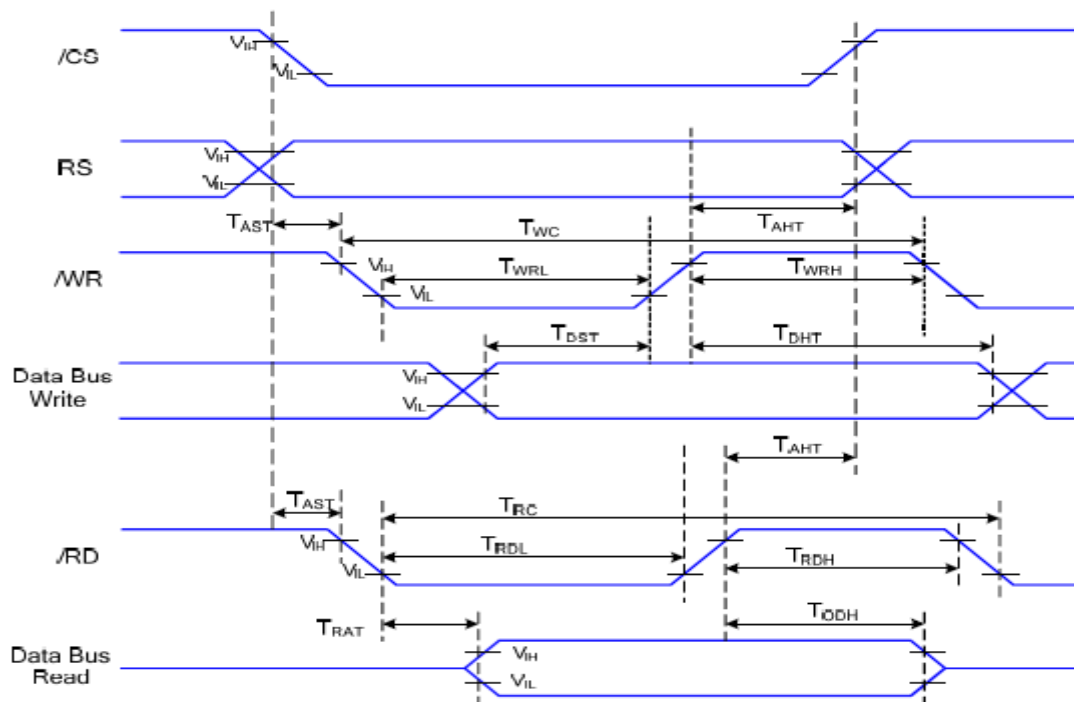 /CS
VIH
VIL
RS
VIH
VIL
TAST
TWC
TAHT
/WR
VIH
VIL
TWRL
TWRH
TDST
TDHT
Data Bus
Write
VIH
VIL
TAHT
TAST
TRC
/RD
VIH
VIL
TRDL
TRDH
TRAT
TODH
Data Bus
Read
VIH
VIL